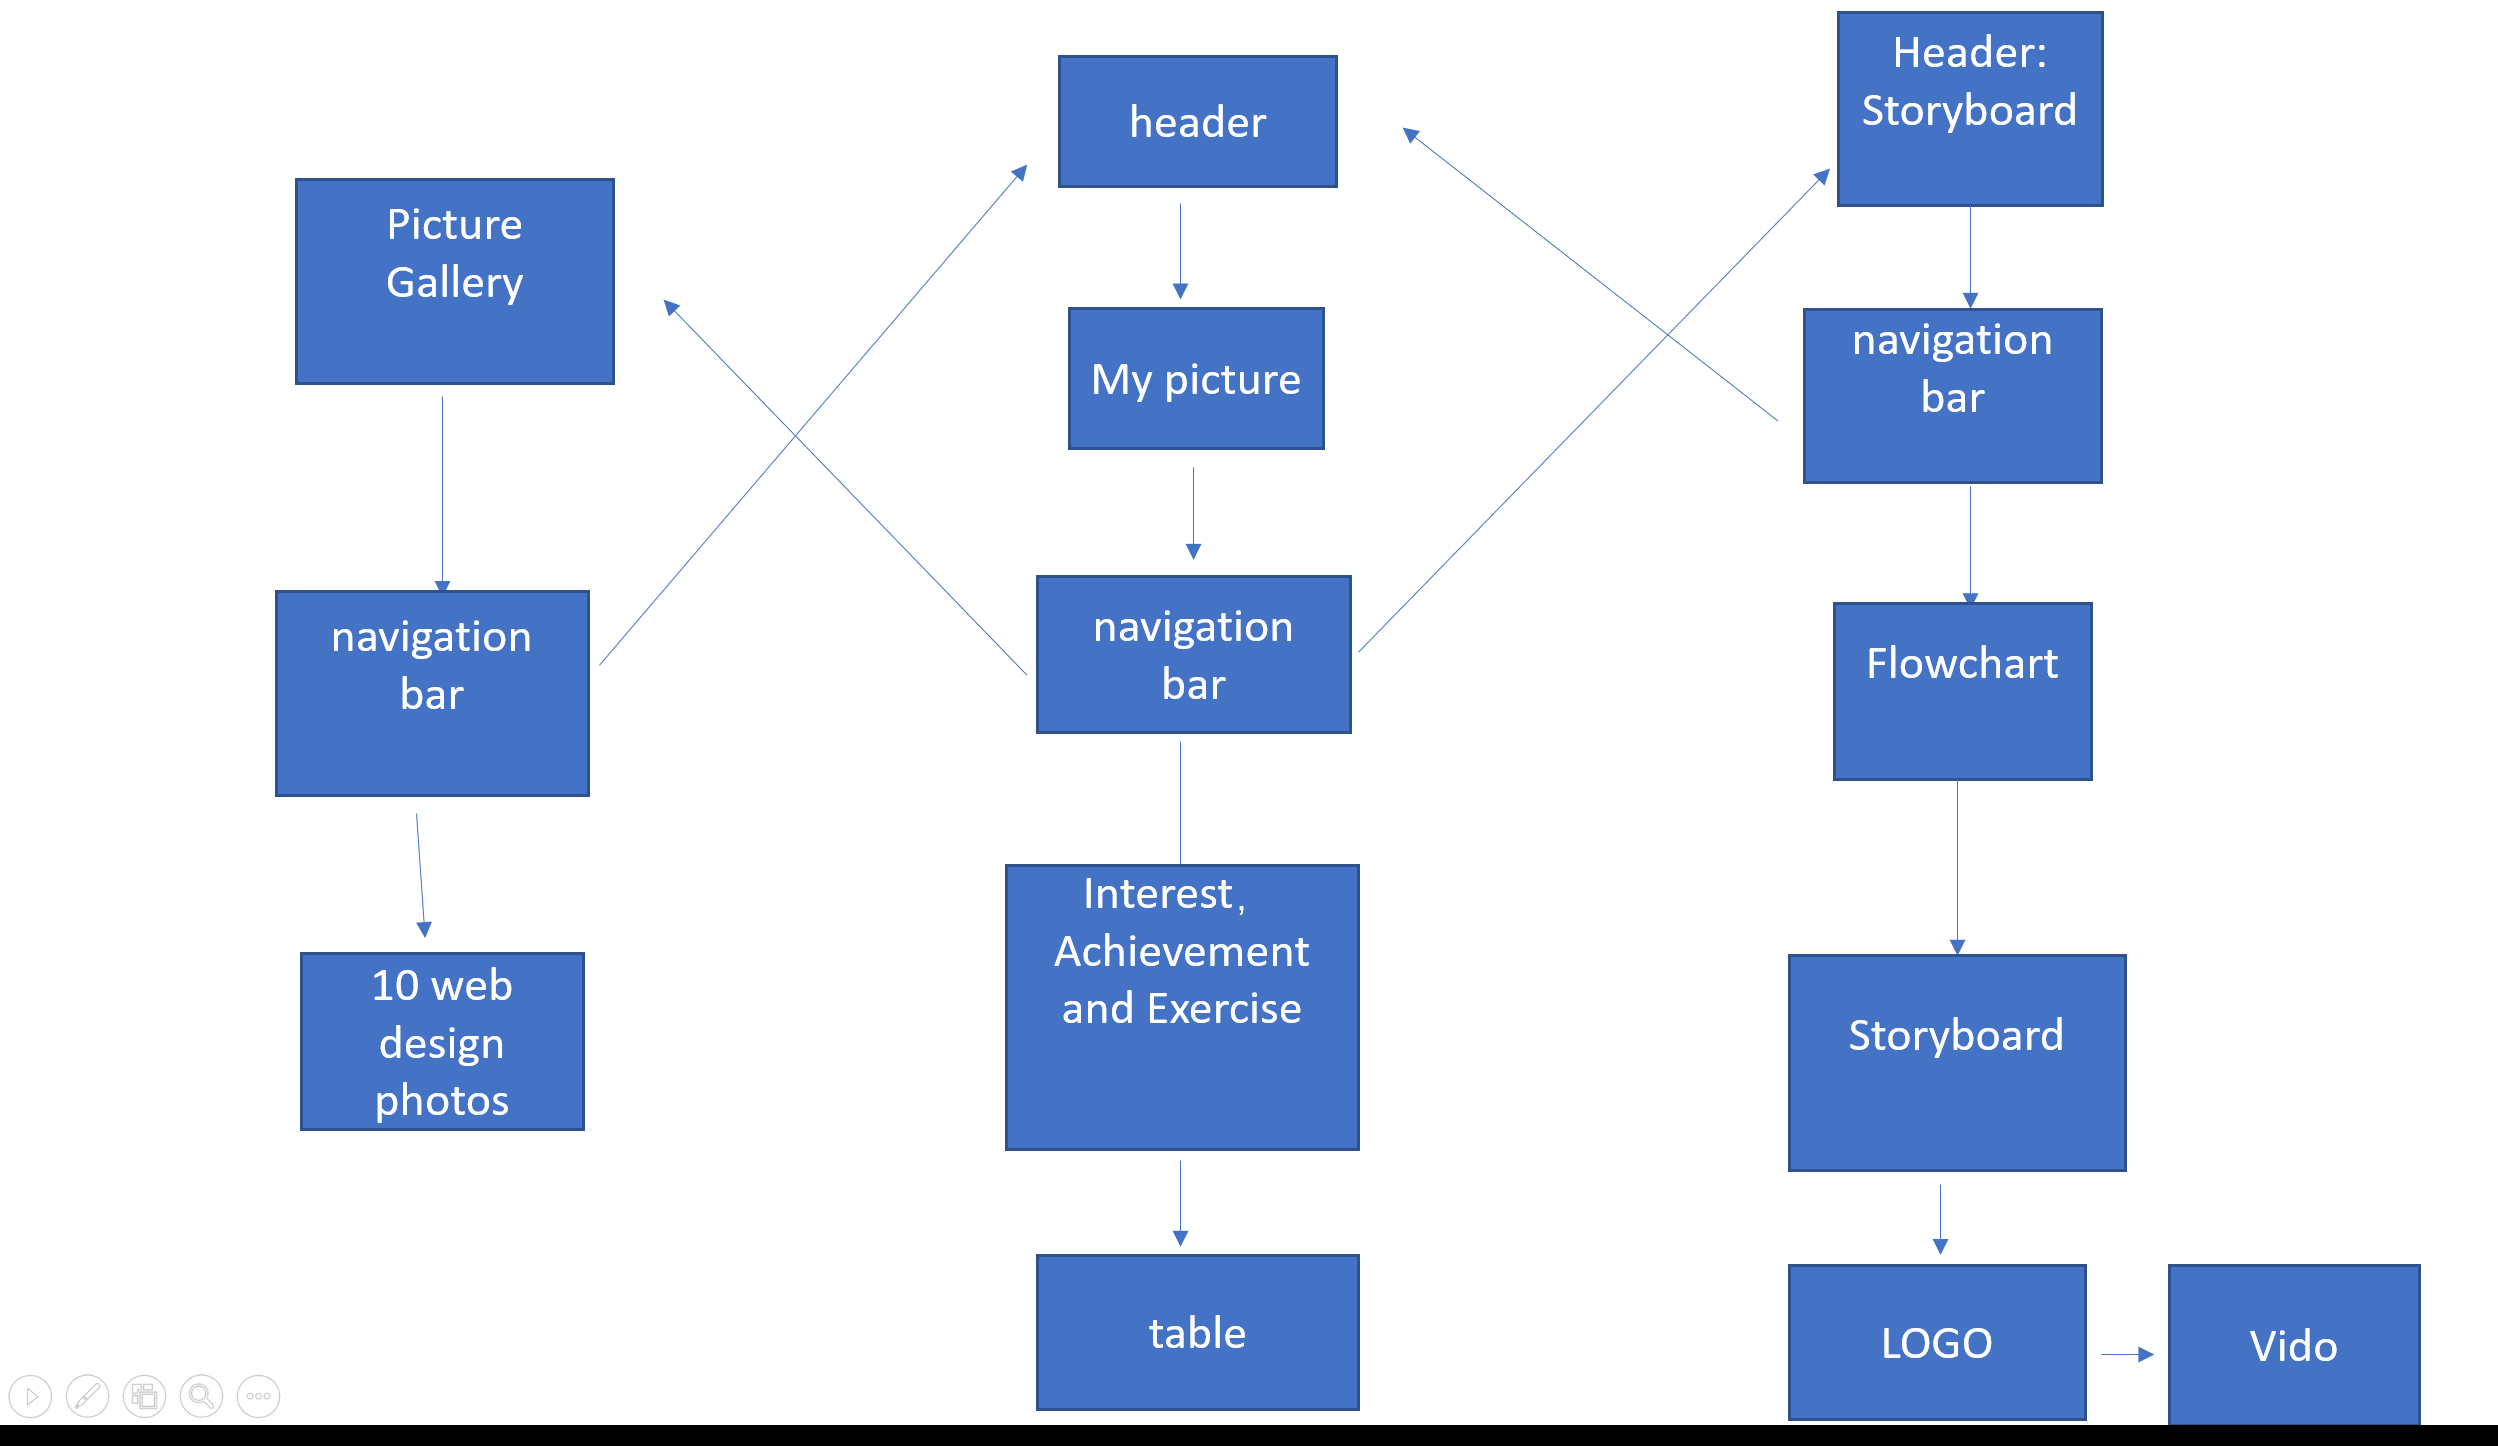 Picture
Gallery
navigation
bar
10 web
design
photos
header
My picture
navigation
bar
Interest,
Achievement
and Exercise
table
Header:
Storyboard
navigation
bar
Flowchart
Storyboard
LOGO
Vido